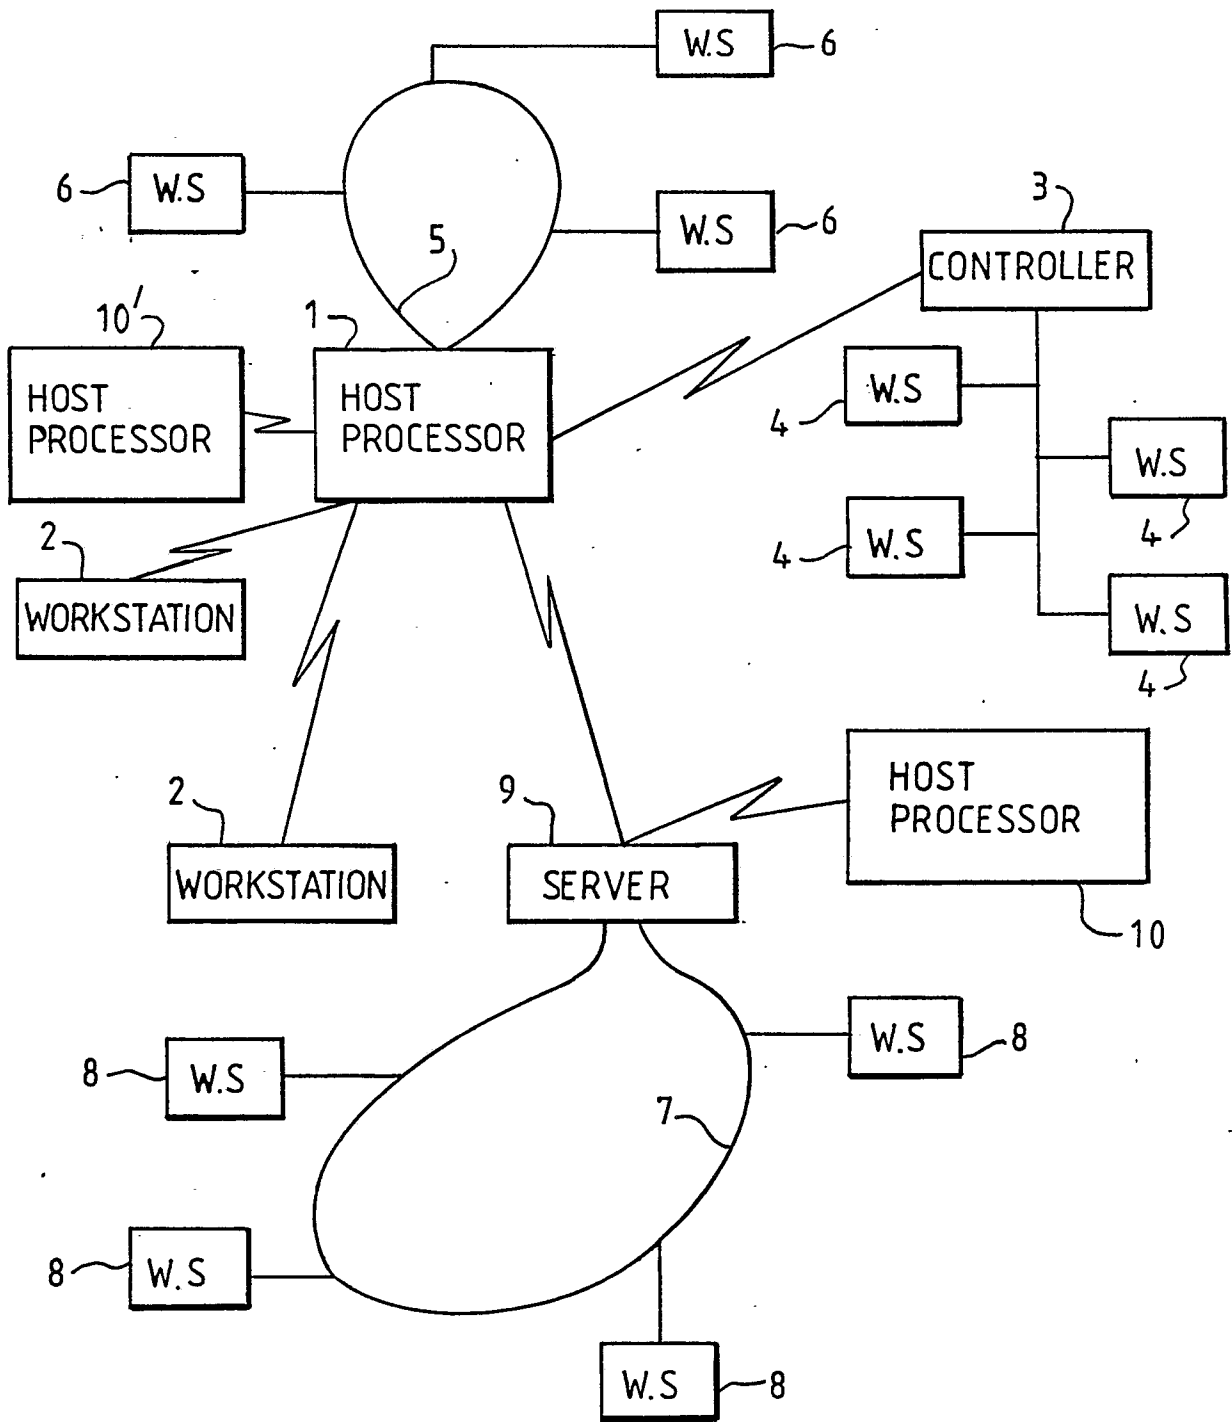 W.S
6
6
W.S
W.S
6
3
5
CONTROLLER
10'
1
HOST
PROCESSOR
HOST
PROCESSOR
W.S
4
W.S
4
W.S
4
2
WORKSTATION
W.S
4
HOST
PROCESSOR
2
9
WORKSTATION
SERVER
10
W.S
8
8
W.S
7
8
W.S
W.S
8